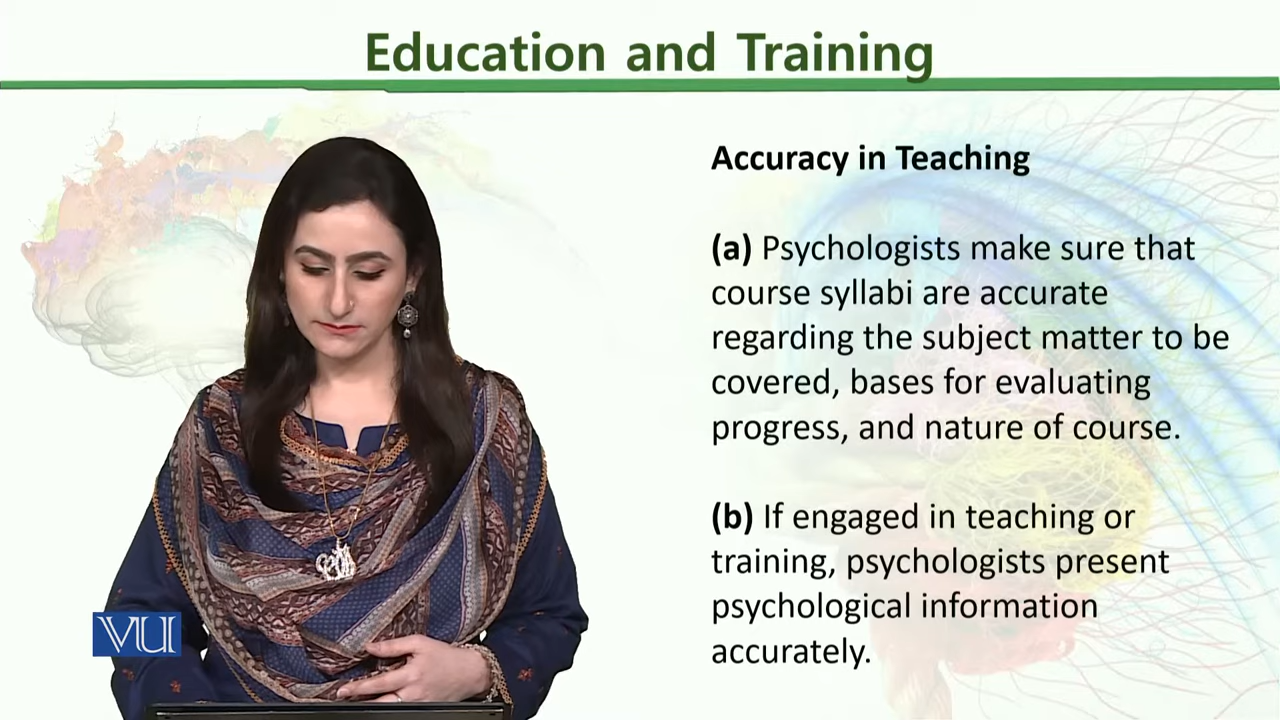 Education and Training
Accuracy in Teaching
(a) Psychologists make sure that
course syllabi are accurate
regarding the subject matter to be
covered, bases for evaluating
progress, and nature of course.
(b) If engaged in teaching or
training, psychologists present
psychological information
accurately.
VU